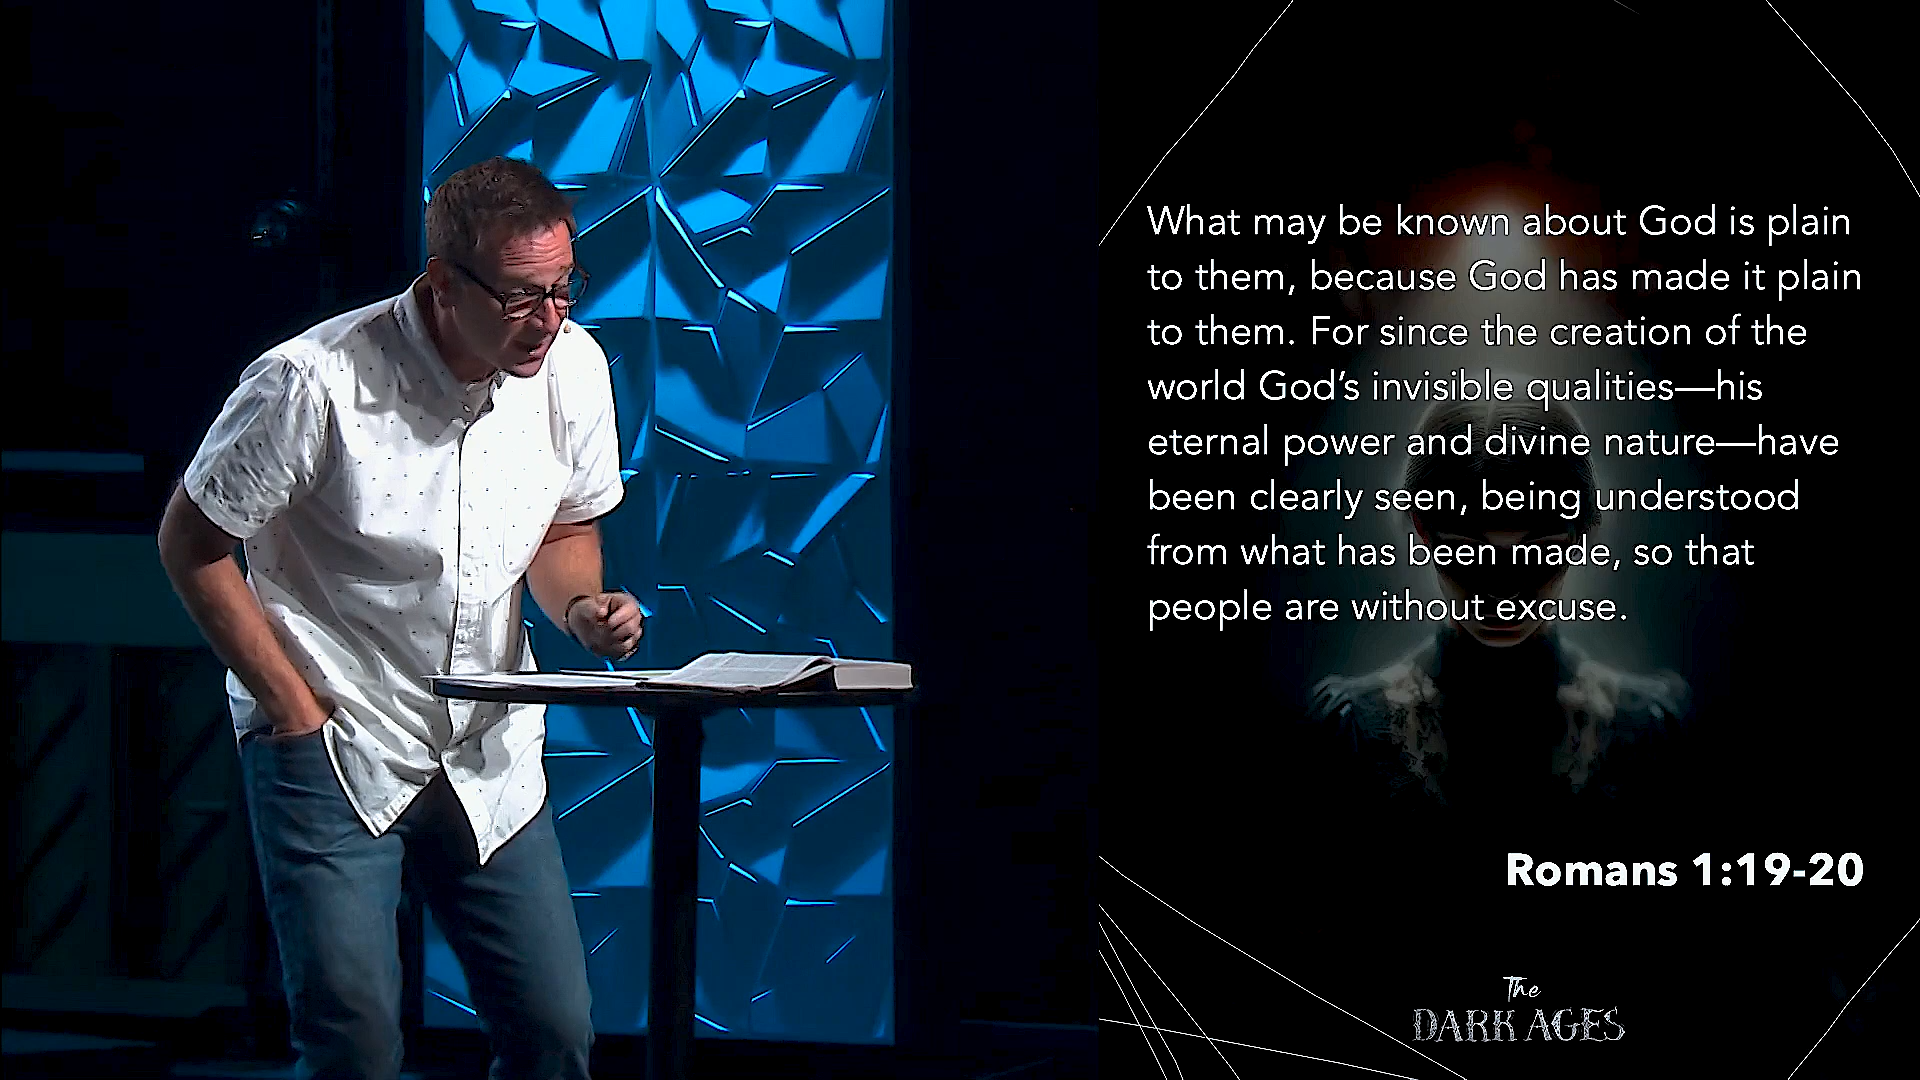 What may be known about God is plain
to them, because God has made it plain
to them. For since the creation of the
world God’s invisible qualities—his
eternal power and divine nature—have
been clearly seen, being understood
from what has been made, so that
people are without excuse.
Romans 1:19-20
The
DARK AGES